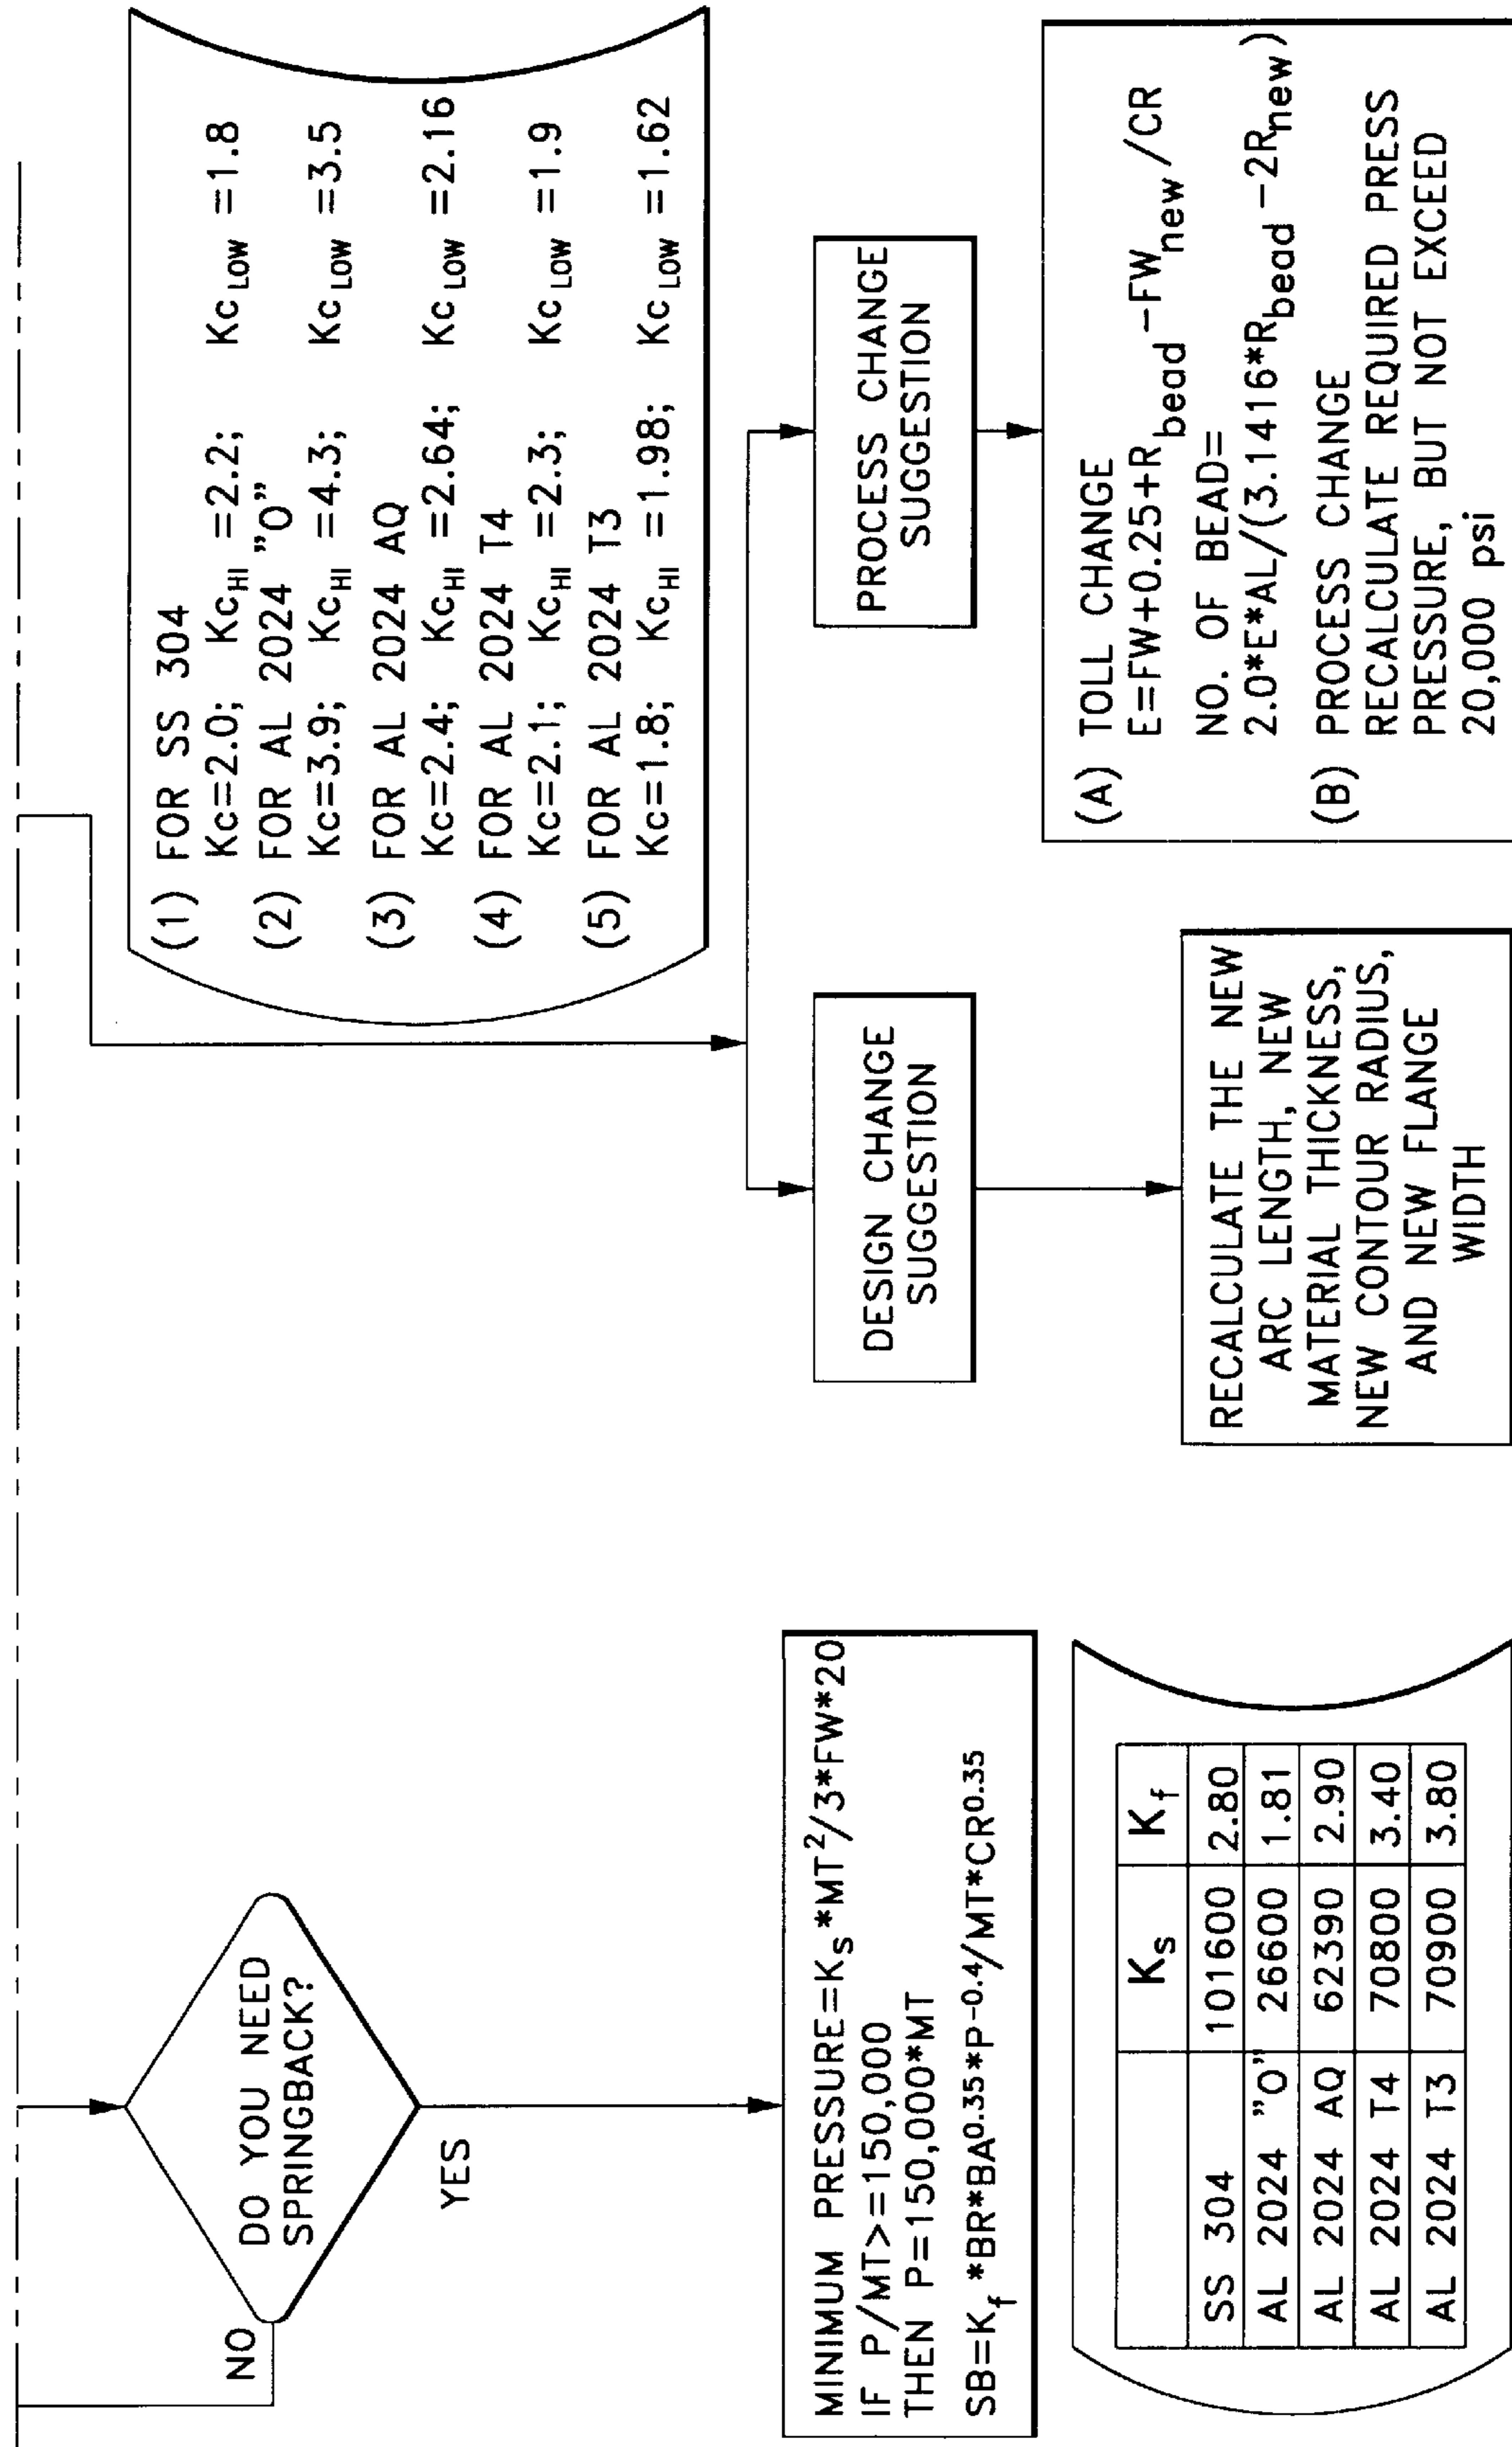 NO
DO YOU NEED
SPRINGBACK?
YES
MINIMUM PRESSURE=Ks*MT²/3*FW*20
IF P/MT>=150,000
THEN P=150,000*MT
SB=Kf*BR*BA^0.35*P^-0.4/MT*CR^0.35
Ks Kf
SS 304 101600 2.80
AL 2024 "O" 26600 1.81
AL 2024 AQ 62390 2.90
AL 2024 T4 70800 3.40
AL 2024 T3 70900 3.80
(1) FOR SS 304
Kc=2.0; KcHI=2.2; KcLOW=1.8
(2) FOR AL 2024 "O"
Kc=3.9; KcHI=4.3; KcLOW=3.5
(3) FOR AL 2024 AQ
Kc=2.4; KcHI=2.64; KcLOW=2.16
(4) FOR AL 2024 T4
Kc=2.1; KcHI=2.3; KcLOW=1.9
(5) FOR AL 2024 T3
Kc=1.8; KcHI=1.98; KcLOW=1.62
DESIGN CHANGE
SUGGESTION
RECALCULATE THE NEW
ARC LENGTH, NEW
MATERIAL THICKNESS,
NEW CONTOUR RADIUS,
AND NEW FLANGE
WIDTH
PROCESS CHANGE
SUGGESTION
(A) TOLL CHANGE
E=FW+0.25+Rbead-FWnew/CR
NO. OF BEAD=
2.0*E*AL/(3.1416*Rbead-2Rnew)
(B) PROCESS CHANGE
RECALCULATE REQUIRED PRESS
PRESSURE, BUT NOT EXCEED
20,000 psi